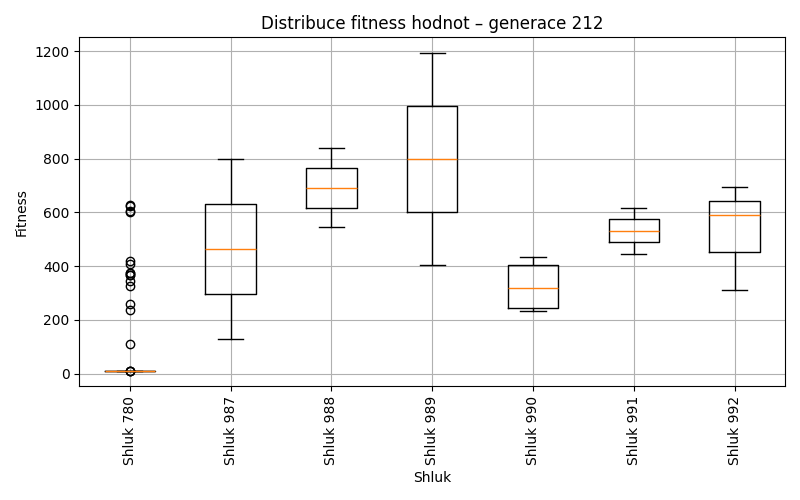 Distribuce fitness hodnot – generace 212
Fitness
1200
1000
800
600
400
200
0
Shluk 780
Shluk 987
Shluk 988
Shluk 989
Shluk 990
Shluk 991
Shluk 992
Shluk